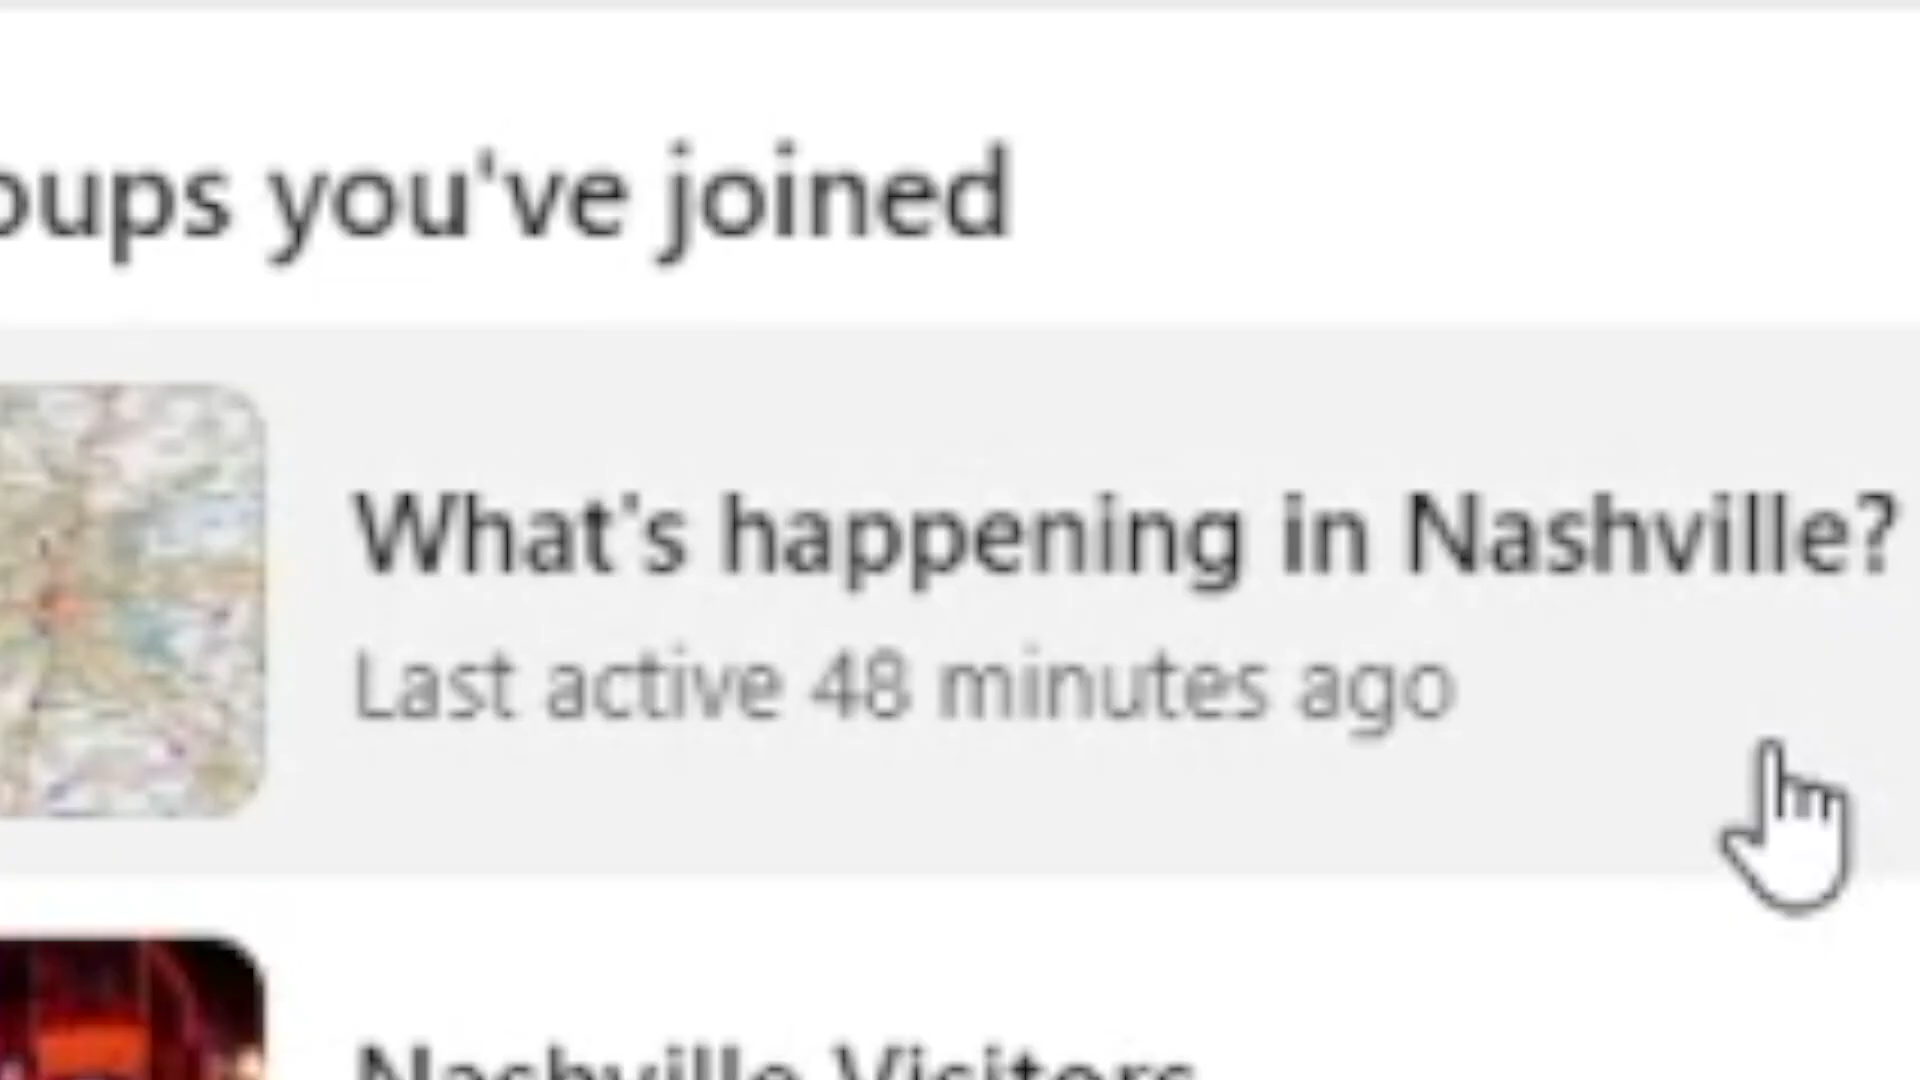 oups you've joined
What's happening in Nashville?
Last active 48 minutes ago
Nashville Visitors